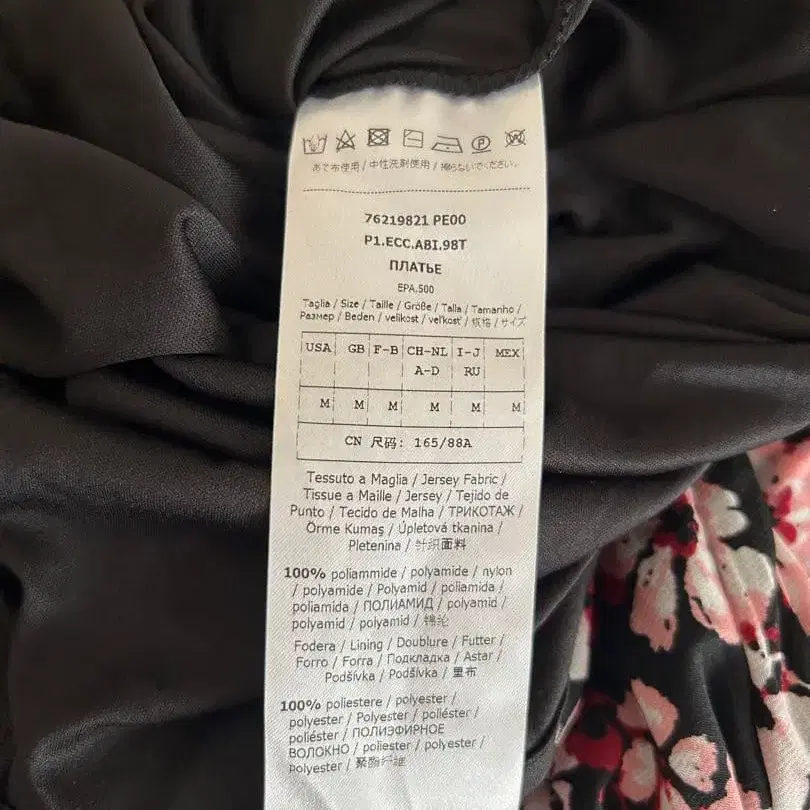 あて布使用 / 中性洗剤使用 / 擦らないでください。
76219821 PE00
P1.ECC.ABI.98T
ПЛАТЬЕ
EPA.500
Taglia / Size / Taille / Größe / Talla / Tamanho /
Размер / Beden / velikost / veľkosť / 规格 / サイズ
USA GB F-B CH-NL I-J MEX
A-D RU
M M M M M M
CN 尺码: 165/88A
Tessuto a Maglia / Jersey Fabric /
Tissue a Maille / Jersey / Tejido de
Punto / Tecido de Malha / ТРИКОТАЖ /
Örme Kumaş / Úpletová tkanina /
Pletenina / 针织面料
100% poliammide / polyamide / nylon
/ polyamide / Polyamid / poliamida /
poliamida / ПОЛИАМИД / polyamid /
polyamid / polyamid / 锦纶
Fodera / Lining / Doublure / Futter /
Forro / Forra / Подкладка / Astar /
Podšívka / Podšívka / 里布
100% poliestere / polyester /
polyester / Polyester / poliéster /
poliéster / ПОЛИЭФИРНОЕ
ВОЛОКНО / poliester / polyester /
polyester / 聚酯纤维